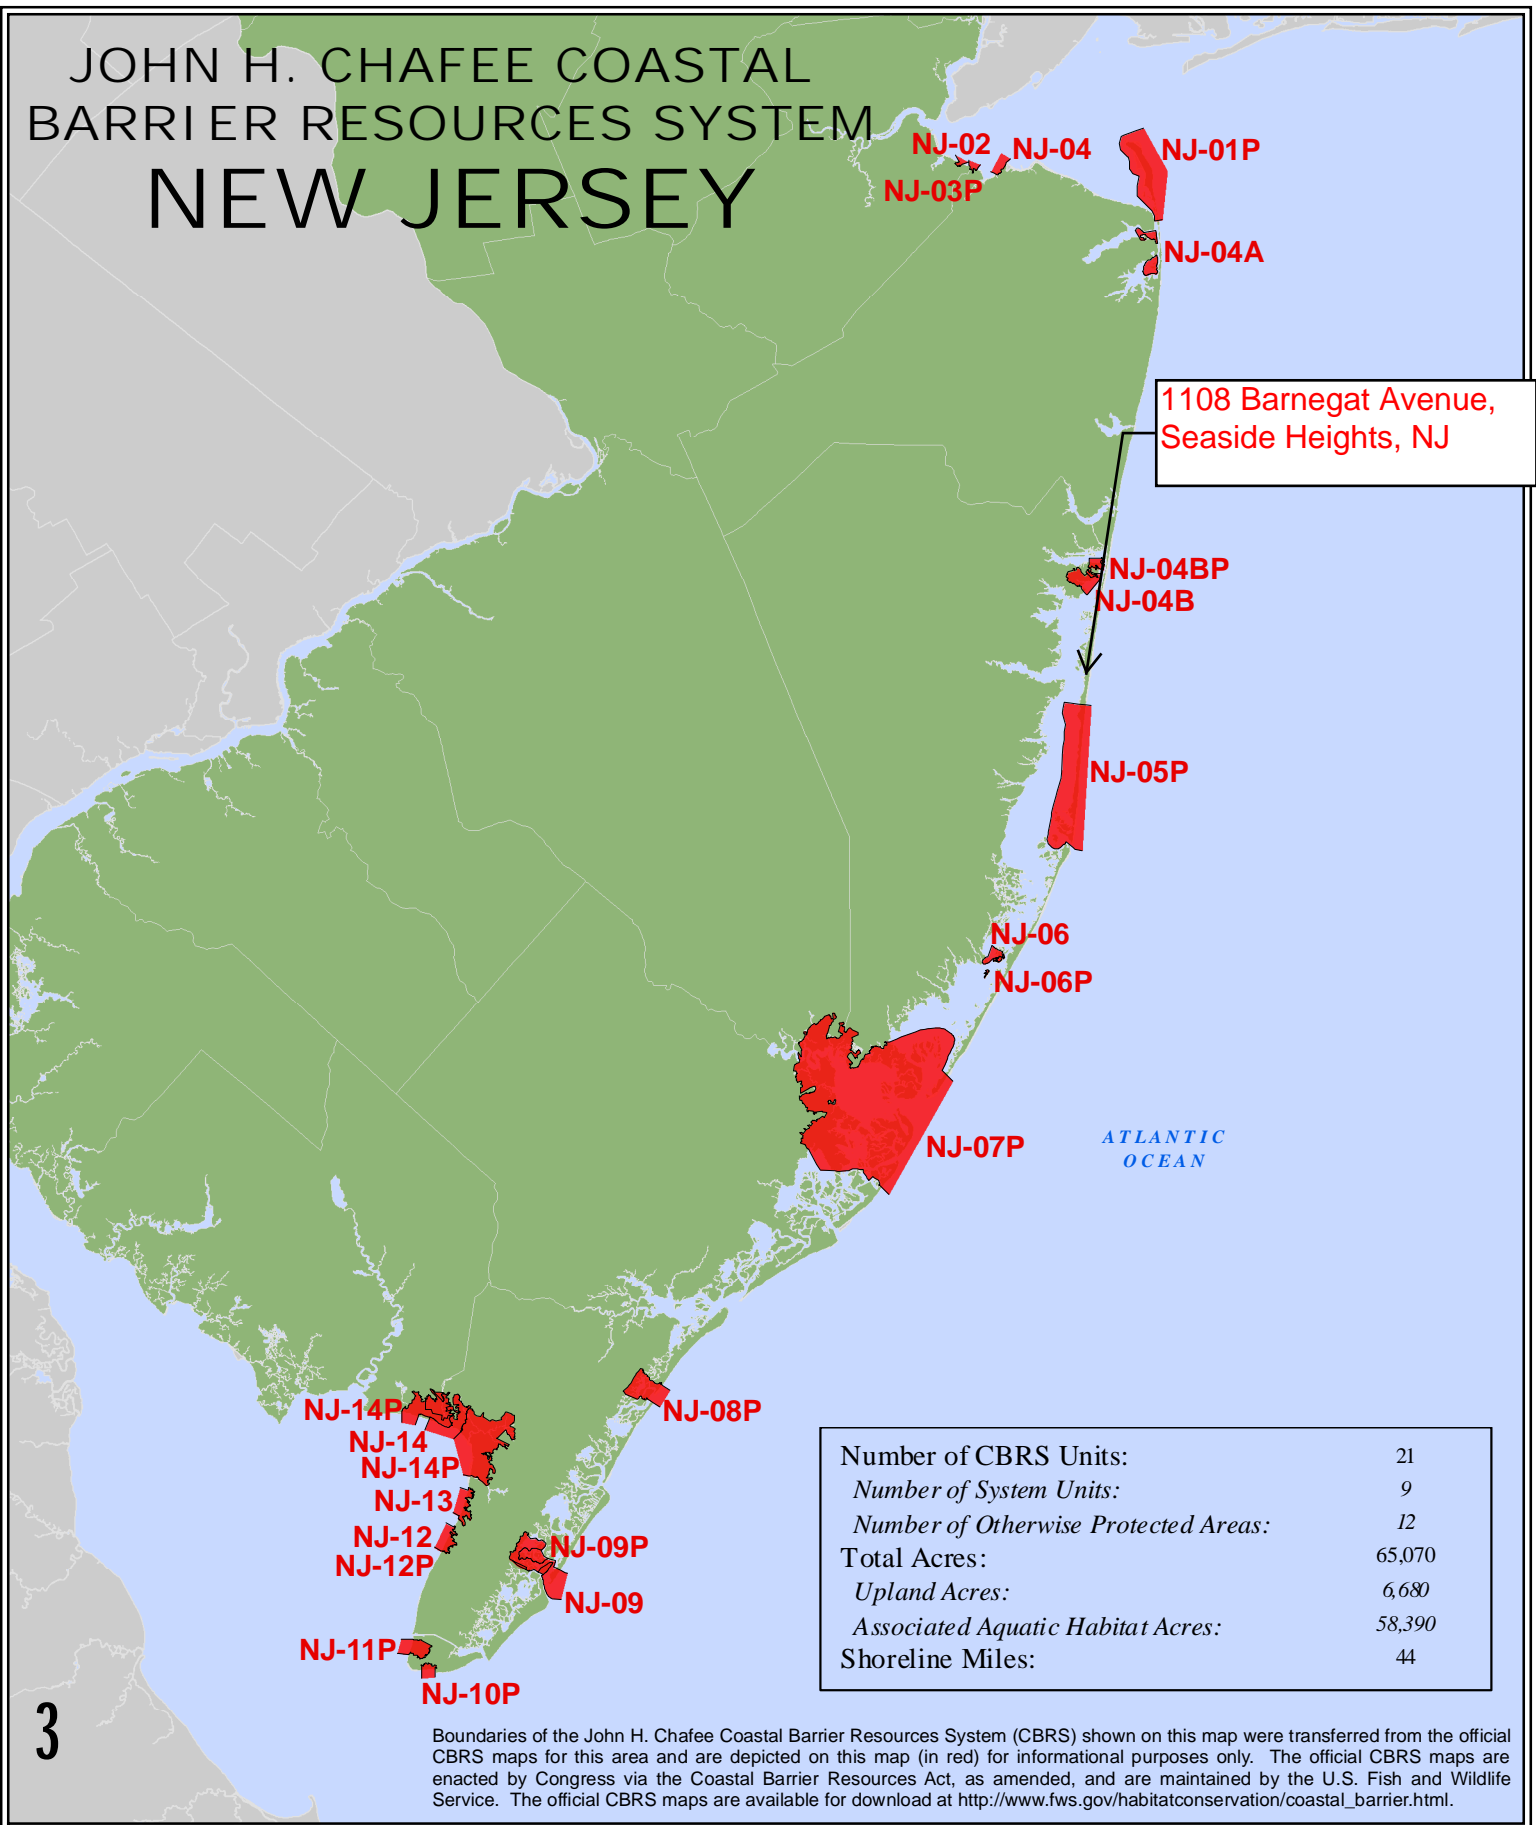 JOHN H. CHAFEE COASTAL
BARRIER RESOURCES SYSTEM
NEW JERSEY
NJ-02
NJ-04
NJ-03P
NJ-01P
NJ-04A
1108 Barnegat Avenue,
Seaside Heights, NJ
NJ-04BP
NJ-04B
NJ-05P
NJ-06
NJ-06P
NJ-07P
ATLANTIC
OCEAN
NJ-08P
NJ-14P
NJ-14
NJ-14P
NJ-13
NJ-12
NJ-12P
NJ-09P
NJ-09
NJ-11P
NJ-10P
Number of CBRS Units: 21
Number of System Units: 9
Number of Otherwise Protected Areas: 12
Total Acres: 65,070
Upland Acres: 6,680
Associated Aquatic Habitat Acres: 58,390
Shoreline Miles: 44
3
Boundaries of the John H. Chafee Coastal Barrier Resources System (CBRS) shown on this map were transferred from the official
CBRS maps for this area and are depicted on this map (in red) for informational purposes only. The official CBRS maps are
enacted by Congress via the Coastal Barrier Resources Act, as amended, and are maintained by the U.S. Fish and Wildlife
Service. The official CBRS maps are available for download at http://www.fws.gov/habitatconservation/coastal_barrier.html.